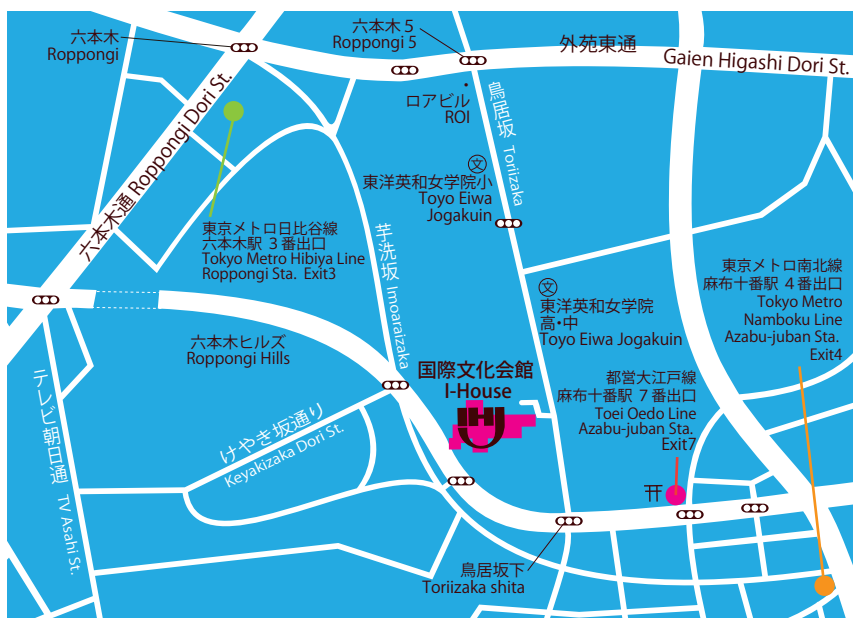 六本木
Roppongi
六本木 5
Roppongi 5
外苑東通
Gaien Higashi Dori St.
六本木通 Roppongi Dori St.
ロアビル
ROI
鳥居坂 Toriizaka
文
東洋英和女学院小
Toyo Eiwa
Jogakuin
東京メトロ日比谷線
六本木駅 3 番出口
Tokyo Metro Hibiya Line
Roppongi Sta. Exit3
芋洗坂 Imoaraizaka
文
東洋英和女学院
高・中
Toyo Eiwa Jogakuin
東京メトロ南北線
麻布十番駅 4 番出口
Tokyo Metro
Namboku Line
Azabu-juban Sta.
Exit4
六本木ヒルズ
Roppongi Hills
国際文化会館
I-House
IHJ
都営大江戸線
麻布十番駅 7 番出口
Toei Oedo Line
Azabu-juban Sta.
Exit7
テレビ朝日通 TV Asahi St.
けやき坂通り
Keyakizaka Dori St.
鳥居坂下
Toriizaka shita